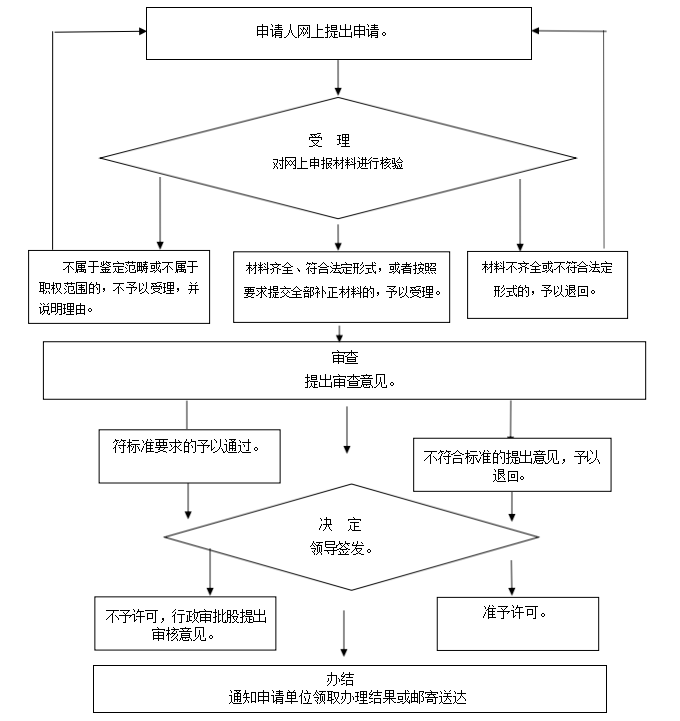 申请人网上提出申请。
受 理
对网上申报材料进行核验
不属于鉴定范畴或不属于
职权范围的，不予以受理，并
说明理由。
材料齐全、符合法定形式，或者按照
要求提交全部补正材料的，予以受理。
材料不齐全或不符合法定
形式的，予以退回。
审查
提出审查意见。
符标准要求的予以通过。
不符合标准的提出意见，予以
退回。
决 定
领导签发。
不予许可，行政审批股提出
审核意见。
准予许可。
办结
通知申请单位领取办理结果或邮寄送达